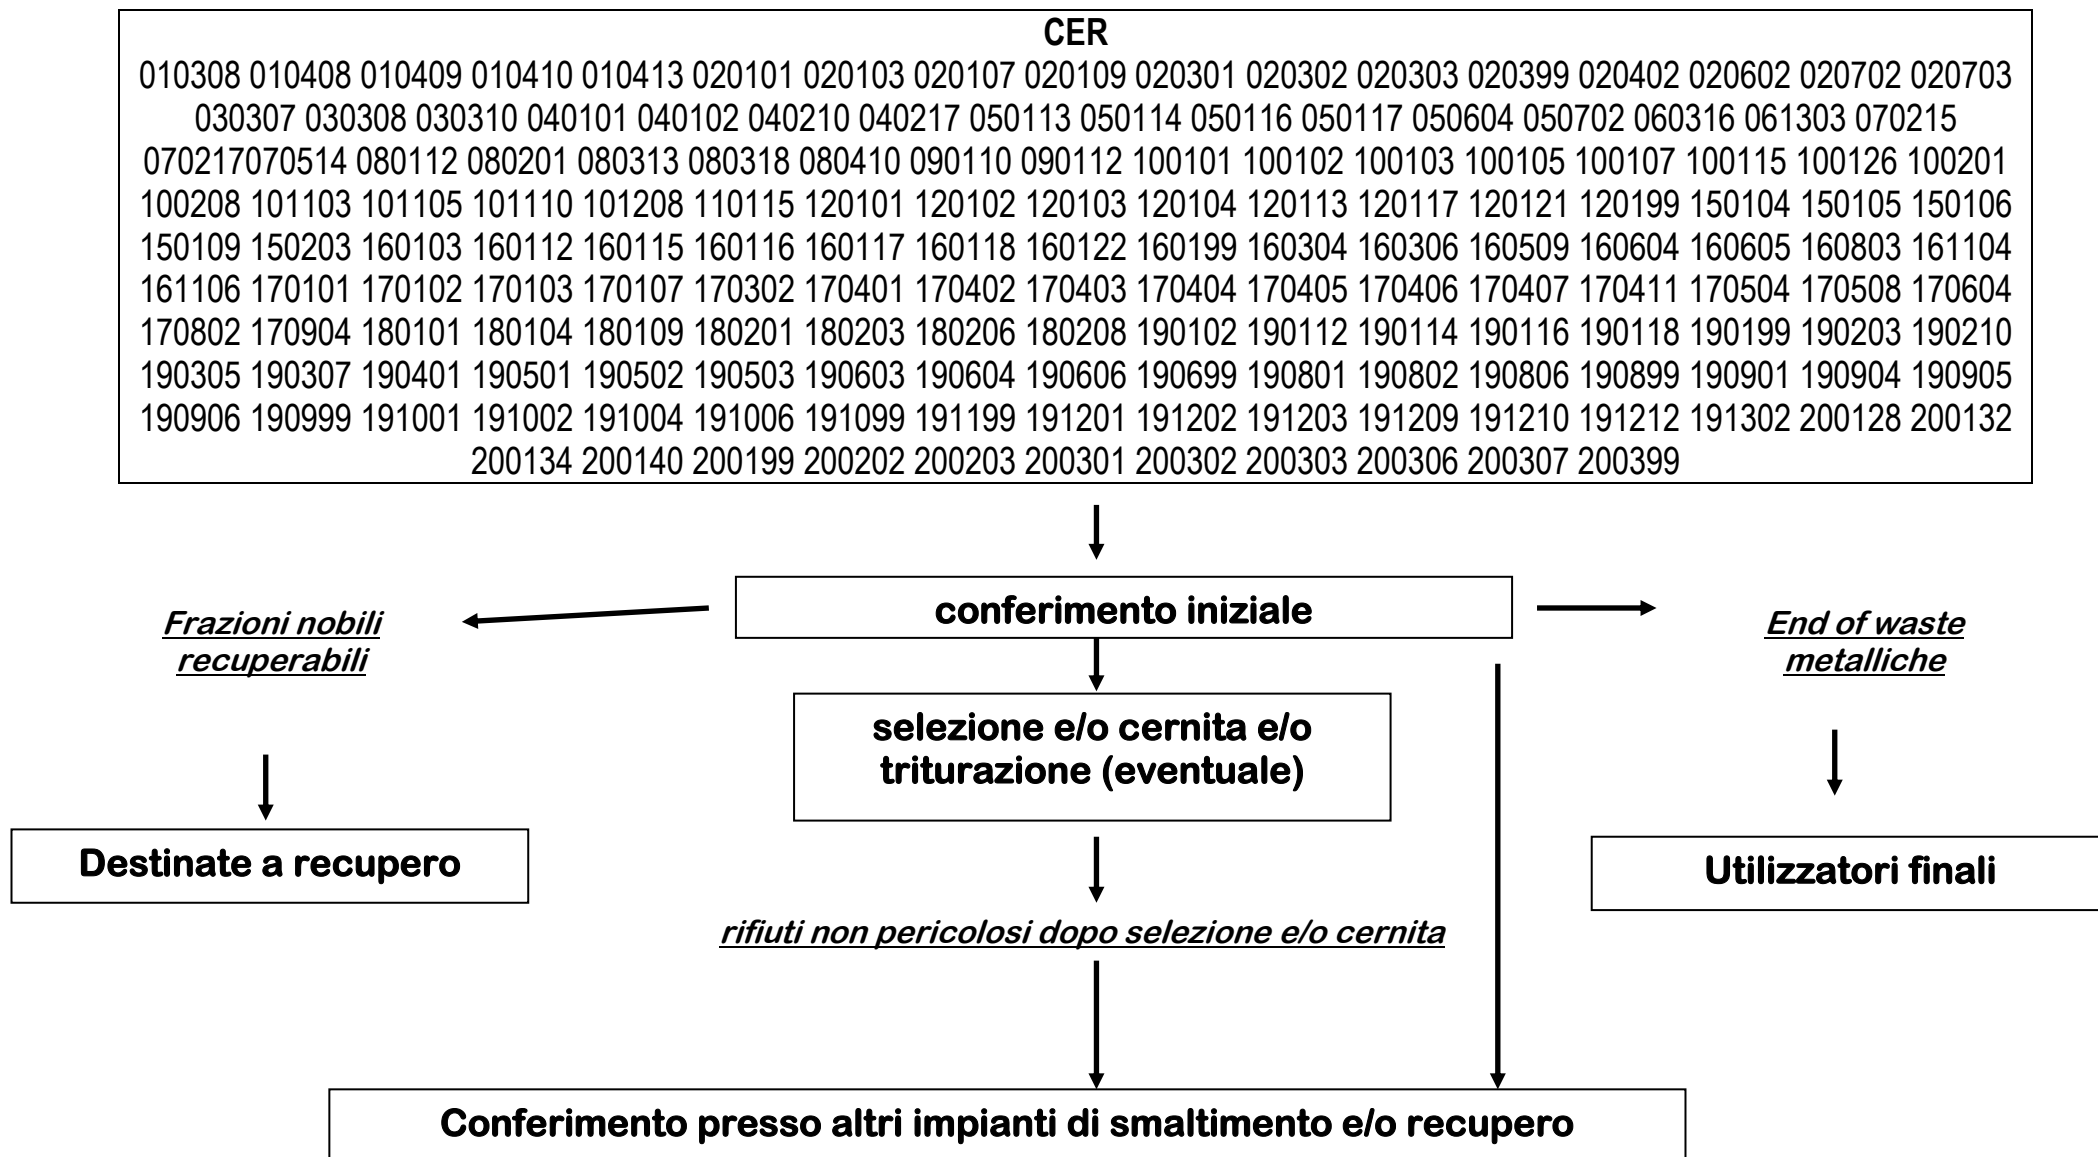 CER
010308 010408 010409 010410 010413 020101 020103 020107 020109 020301 020302 020303 020399 020402 020602 020702 020703
030307 030308 030310 040101 040102 040210 040217 050113 050114 050116 050117 050604 050702 060316 061303 070215
070217070514 080112 080201 080313 080318 080410 090110 090112 100101 100102 100103 100105 100107 100115 100126 100201
100208 101103 101105 101110 101208 110115 120101 120102 120103 120104 120113 120117 120121 120199 150104 150105 150106
150109 150203 160103 160112 160115 160116 160117 160118 160122 160199 160304 160306 160509 160604 160605 160803 161104
161106 170101 170102 170103 170107 170302 170401 170402 170403 170404 170405 170406 170407 170411 170504 170508 170604
170802 170904 180101 180104 180109 180201 180203 180206 180208 190102 190112 190114 190116 190118 190199 190203 190210
190305 190307 190401 190501 190502 190503 190603 190604 190606 190699 190801 190802 190806 190899 190901 190904 190905
190906 190999 191001 191002 191004 191006 191099 191199 191201 191202 191203 191209 191210 191212 191302 200128 200132
200134 200140 200199 200202 200203 200301 200302 200303 200306 200307 200399
conferimento iniziale
Frazioni nobili
recuperabili
End of waste
metalliche
selezione e/o cernita e/o
triturazione (eventuale)
Destinate a recupero
Utilizzatori finali
rifiuti non pericolosi dopo selezione e/o cernita
Conferimento presso altri impianti di smaltimento e/o recupero